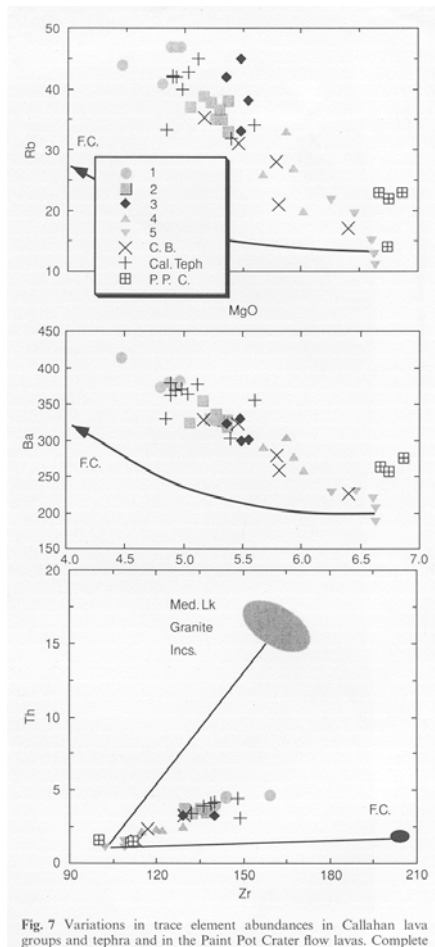 50
40
30
20
10
Rb
F.C.
1
2
3
4
5
C. B.
Cal. Teph
P. P. C.
MgO
450
400
350
300
250
200
150
Ba
F.C.
4.0
4.5
5.0
5.5
6.0
6.5
7.0
20
15
10
5
0
Th
Med. Lk
Granite
Incs.
F.C.
90
120
150
180
210
Zr
Fig. 7 Variations in trace element abundances in Callahan lava
groups and tephra and in the Paint Pot Crater flow lavas. Complete